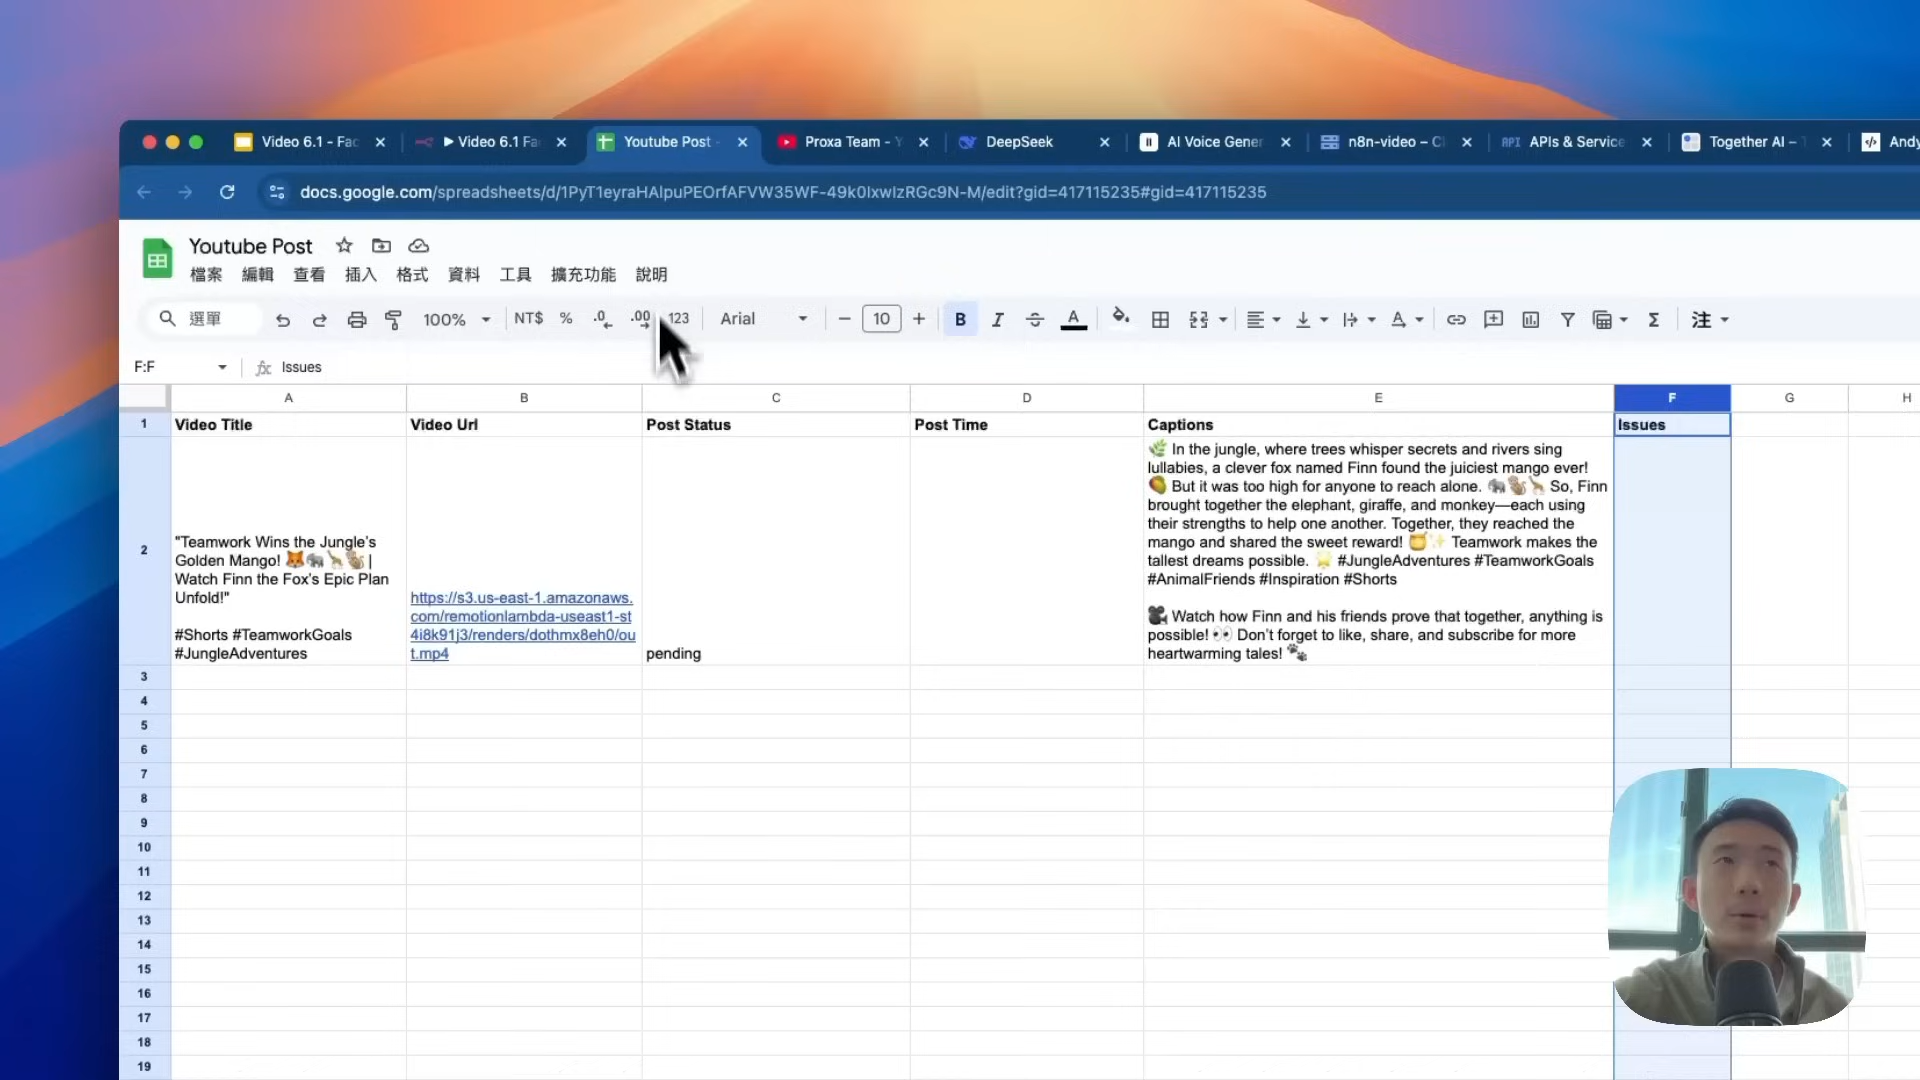 Video 6.1 - Fac
▶ Video 6.1 Fa
Youtube Post -
Proxa Team - Y
DeepSeek
AI Voice Gener
n8n-video – Cl
API APIs & Service
Together AI –
Andy
docs.google.com/spreadsheets/d/1PyT1eyraHAlpuPEOrfAFVW35WF-49k0lxwlzRGc9N-M/edit?gid=417115235#gid=417115235
Youtube Post
檔案 編輯 查看 插入 格式 資料 工具 擴充功能 說明
選單 100% NT$ % .0 .00 123 Arial 10 B I A Σ 注
F:F fx Issues
A B C D E F G H
1 Video Title Video Url Post Status Post Time Captions Issues
2
"Teamwork Wins the Jungle's
Golden Mango! 🦊🐘🦒🐒 |
Watch Finn the Fox's Epic Plan
Unfold!"
#Shorts #TeamworkGoals
#JungleAdventures
https://s3.us-east-1.amazonaws.
com/remotionlambda-useast1-st
4i8k91j3/renders/dothmx8eh0/ou
t.mp4
pending
🌿 In the jungle, where trees whisper secrets and rivers sing
lullabies, a clever fox named Finn found the juiciest mango ever!
🥭 But it was too high for anyone to reach alone. 🐘🐒🦒 So, Finn
brought together the elephant, giraffe, and monkey—each using
their strengths to help one another. Together, they reached the
mango and shared the sweet reward! 🍯✨ Teamwork makes the
tallest dreams possible. 🌟 #JungleAdventures #TeamworkGoals
#AnimalFriends #Inspiration #Shorts
🎥 Watch how Finn and his friends prove that together, anything is
possible! 👀 Don't forget to like, share, and subscribe for more
heartwarming tales! 🐾
3
4
5
6
7
8
9
10
11
12
13
14
15
16
17
18
19